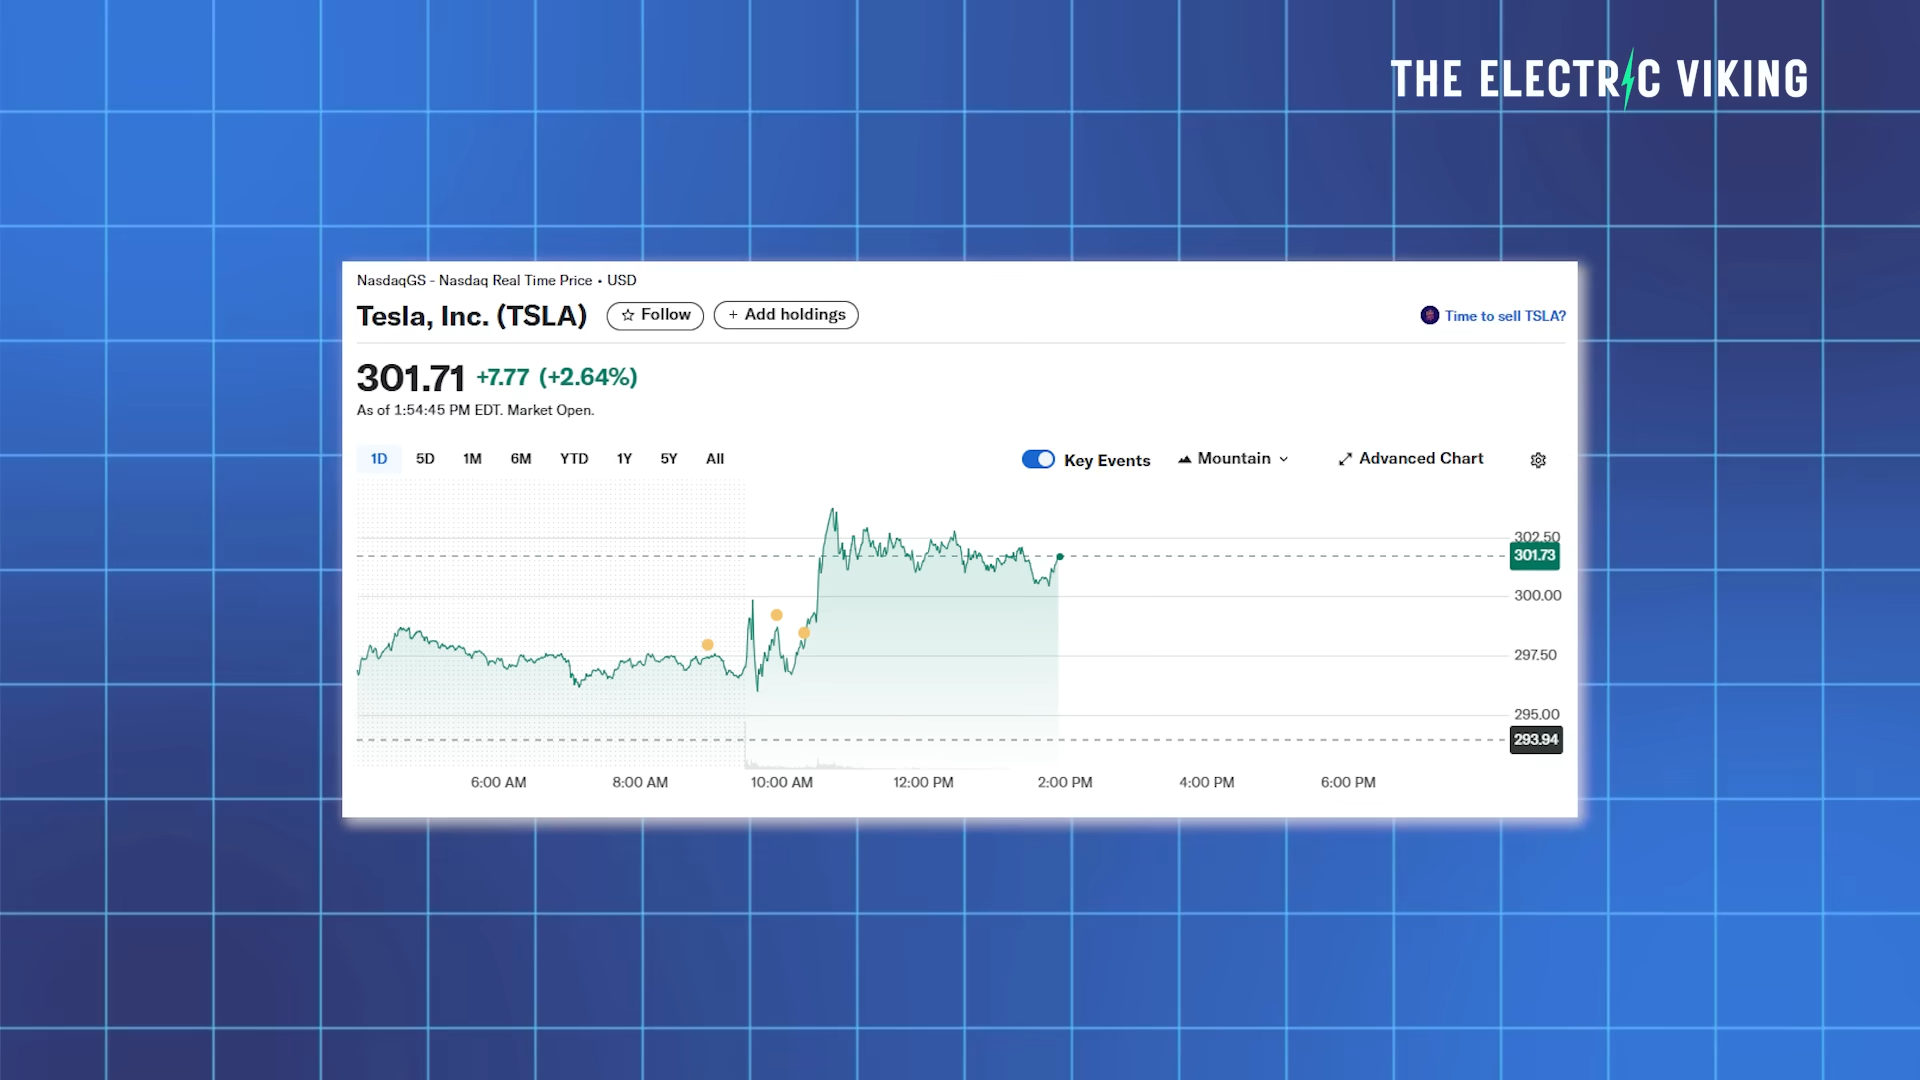 THE ELECTRIC VIKING
NasdaqGS - Nasdaq Real Time Price • USD
Tesla, Inc. (TSLA)
Follow
+ Add holdings
Time to sell TSLA?
301.71 +7.77 (+2.64%)
As of 1:54:45 PM EDT. Market Open.
1D 5D 1M 6M YTD 1Y 5Y All
Key Events
Mountain
Advanced Chart
302.50
301.73
300.00
297.50
295.00
293.94
6:00 AM 8:00 AM 10:00 AM 12:00 PM 2:00 PM 4:00 PM 6:00 PM